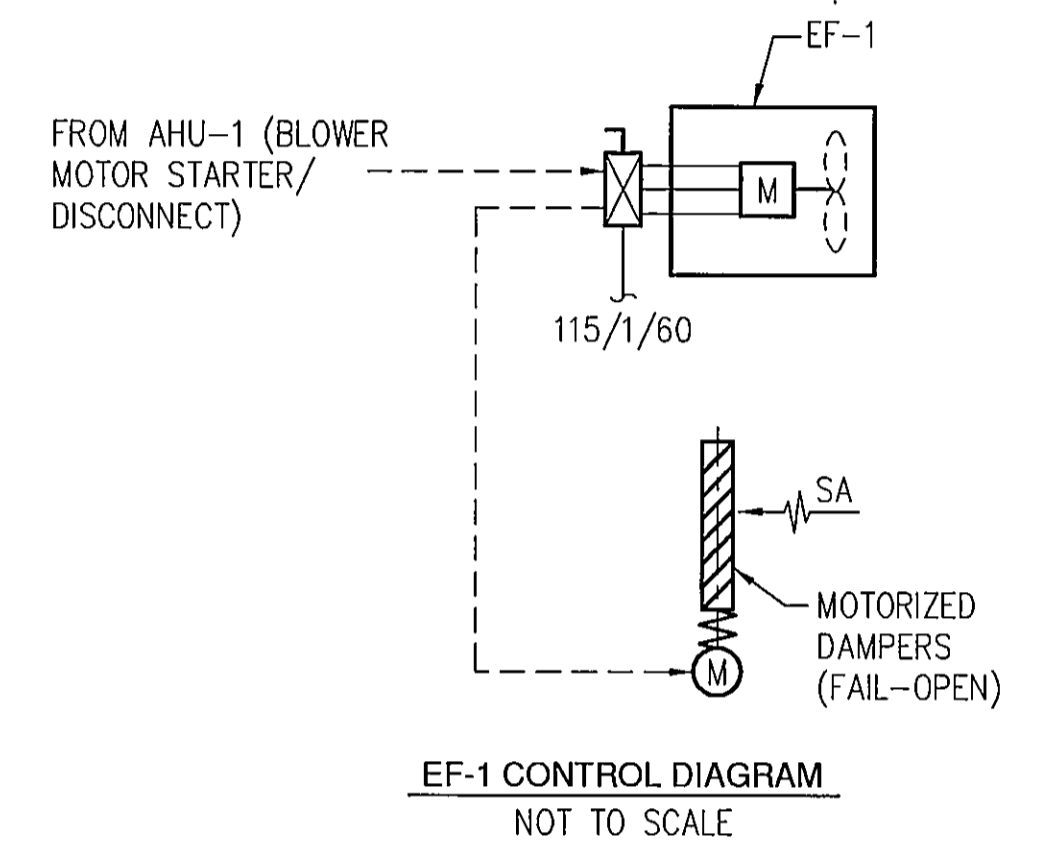 EF-1
FROM AHU-1 (BLOWER
MOTOR STARTER/
DISCONNECT)
M
115/1/60
SA
MOTORIZED
DAMPERS
(FAIL-OPEN)
M
EF-1 CONTROL DIAGRAM
NOT TO SCALE